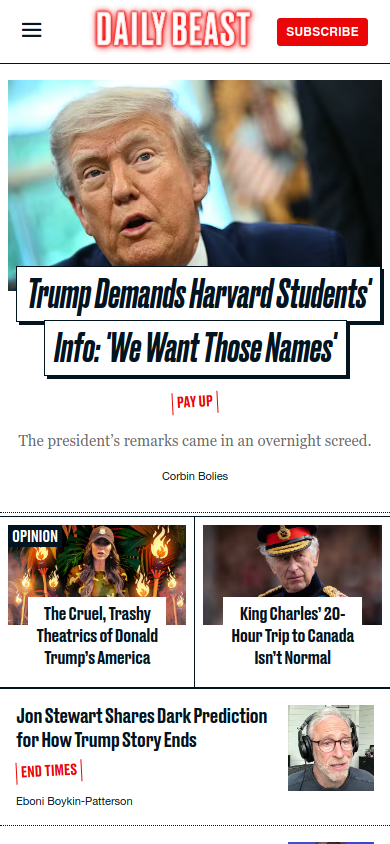 DAILY BEAST
SUBSCRIBE
Trump Demands Harvard Students'
Info: 'We Want Those Names'
PAY UP
The president’s remarks came in an overnight screed.
Corbin Bolies
OPINION
The Cruel, Trashy
Theatrics of Donald
Trump’s America
King Charles’ 20-
Hour Trip to Canada
Isn’t Normal
Jon Stewart Shares Dark Prediction
for How Trump Story Ends
END TIMES
Eboni Boykin-Patterson